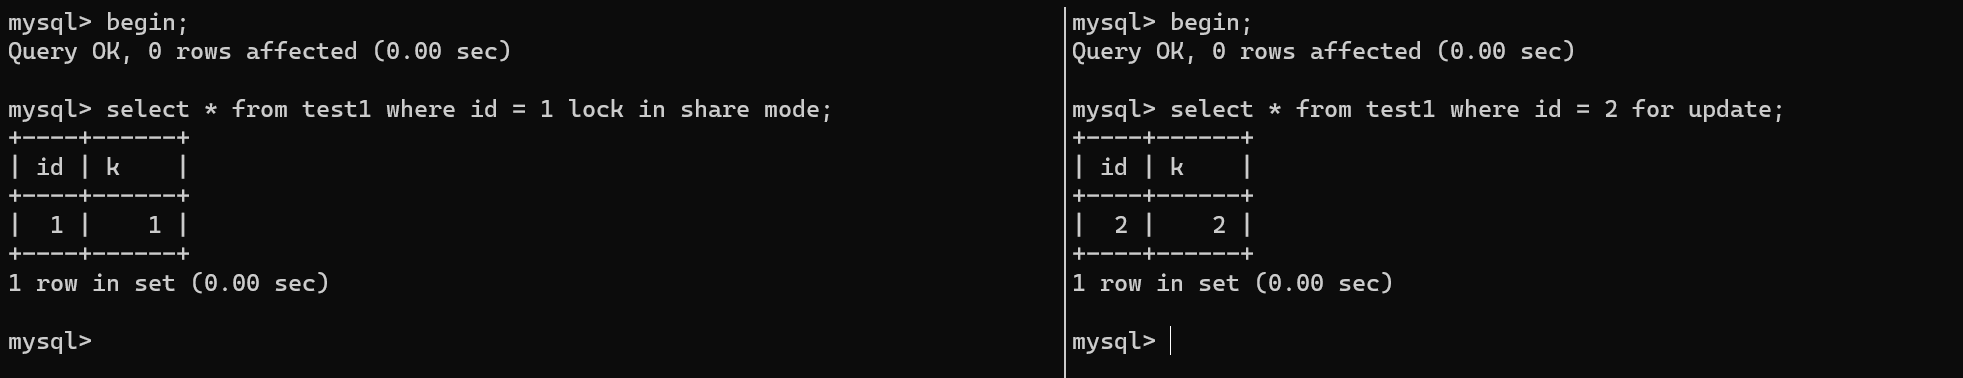 mysql> begin;
Query OK, 0 rows affected (0.00 sec)

mysql> select * from test1 where id = 1 lock in share mode;
+----+------+
| id | k    |
+----+------+
|  1 |    1 |
+----+------+
1 row in set (0.00 sec)

mysql>

mysql> begin;
Query OK, 0 rows affected (0.00 sec)

mysql> select * from test1 where id = 2 for update;
+----+------+
| id | k    |
+----+------+
|  2 |    2 |
+----+------+
1 row in set (0.00 sec)

mysql>